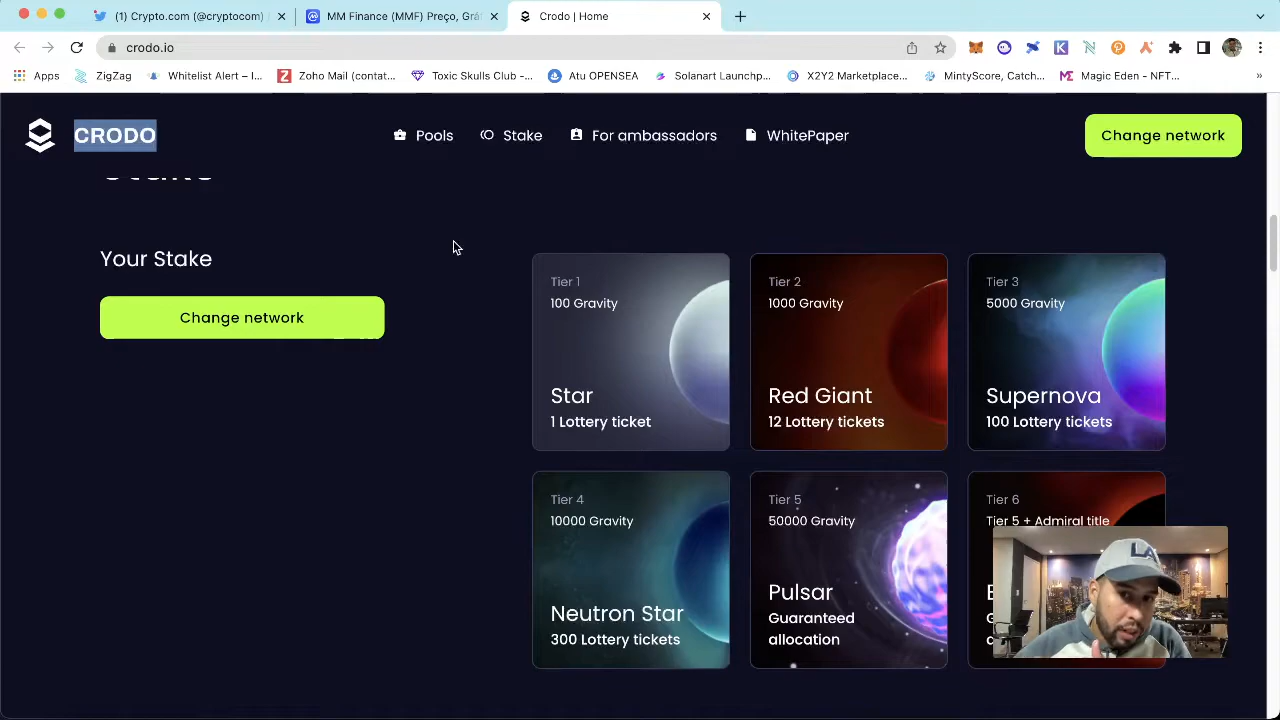 (1) Crypto.com (@cryptocom)
MM Finance (MMF) Preço, Grá
Crodo | Home
crodo.io
Apps
ZigZag
Whitelist Alert – I...
Zoho Mail (contat...
Toxic Skulls Club -...
Atu OPENSEA
Solanart Launchp...
X2Y2 Marketplace...
MintyScore, Catch...
Magic Eden - NFT...
»
CRODO
Pools
Stake
For ambassadors
WhitePaper
Change network
Stake
Your Stake
Change network
Tier 1
100 Gravity
Star
1 Lottery ticket
Tier 2
1000 Gravity
Red Giant
12 Lottery tickets
Tier 3
5000 Gravity
Supernova
100 Lottery tickets
Tier 4
10000 Gravity
Neutron Star
300 Lottery tickets
Tier 5
50000 Gravity
Pulsar
Guaranteed
allocation
Tier 6
Tier 5 + Admiral title
LA